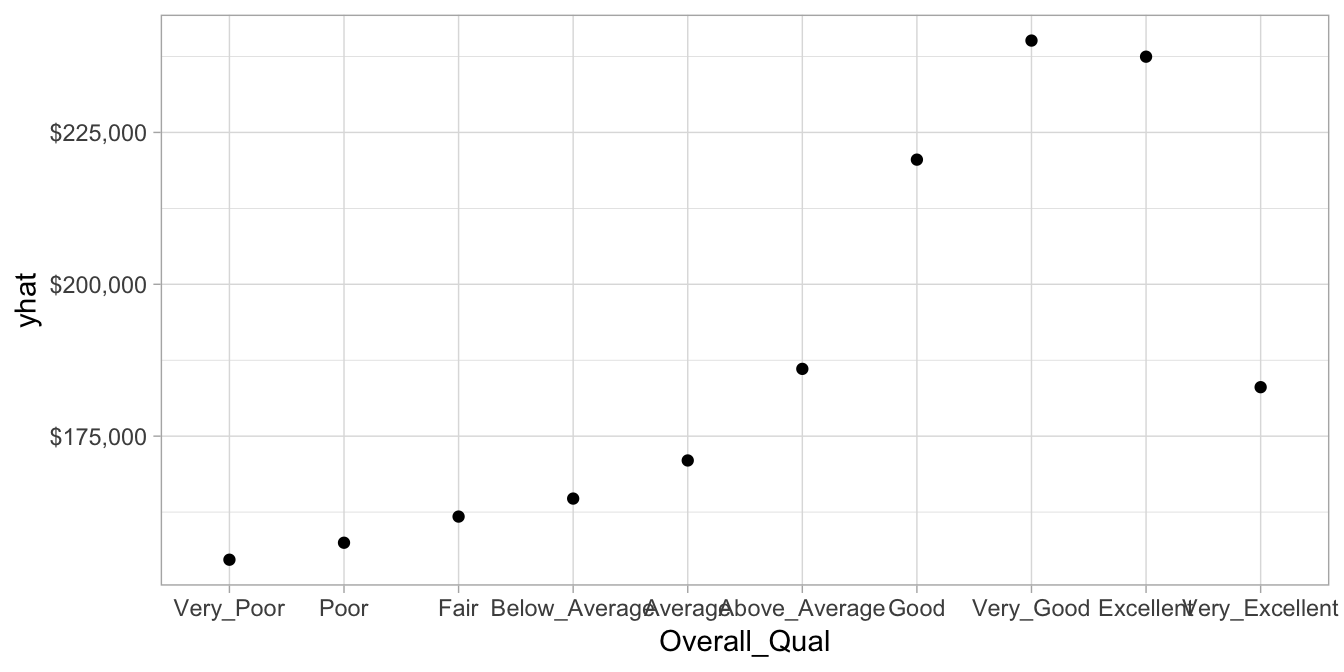 $225,000
$200,000
$175,000
yhat
Very_Poor Poor Fair Below_Average Average Above_Average Good Very_Good Excellent Very_Excellent
Overall_Qual